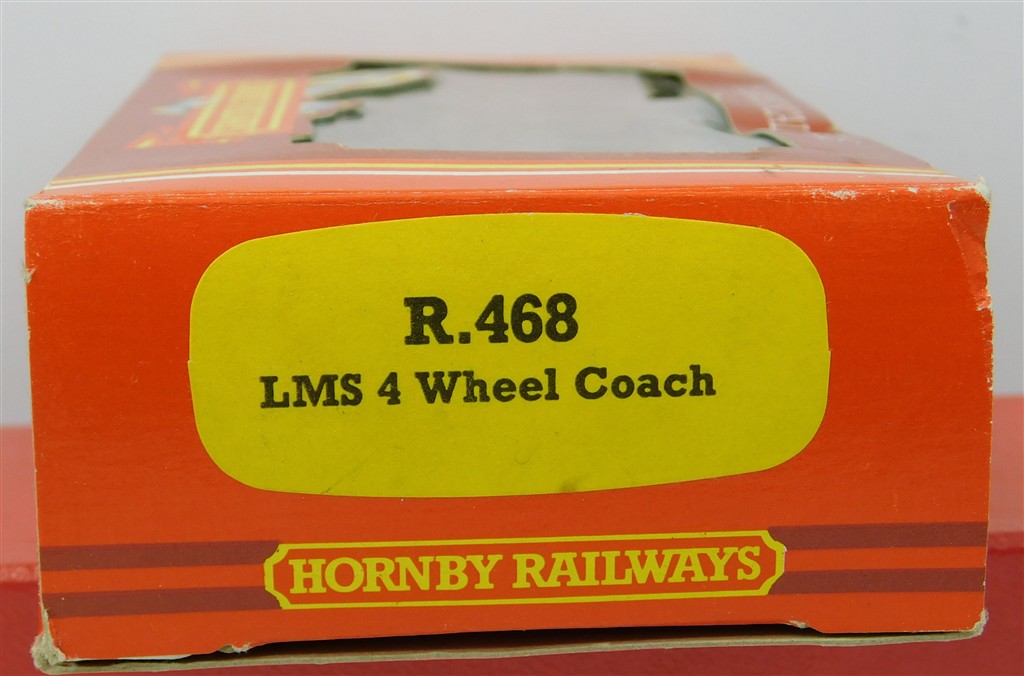 R.468
LMS 4 Wheel Coach
HORNBY RAILWAYS